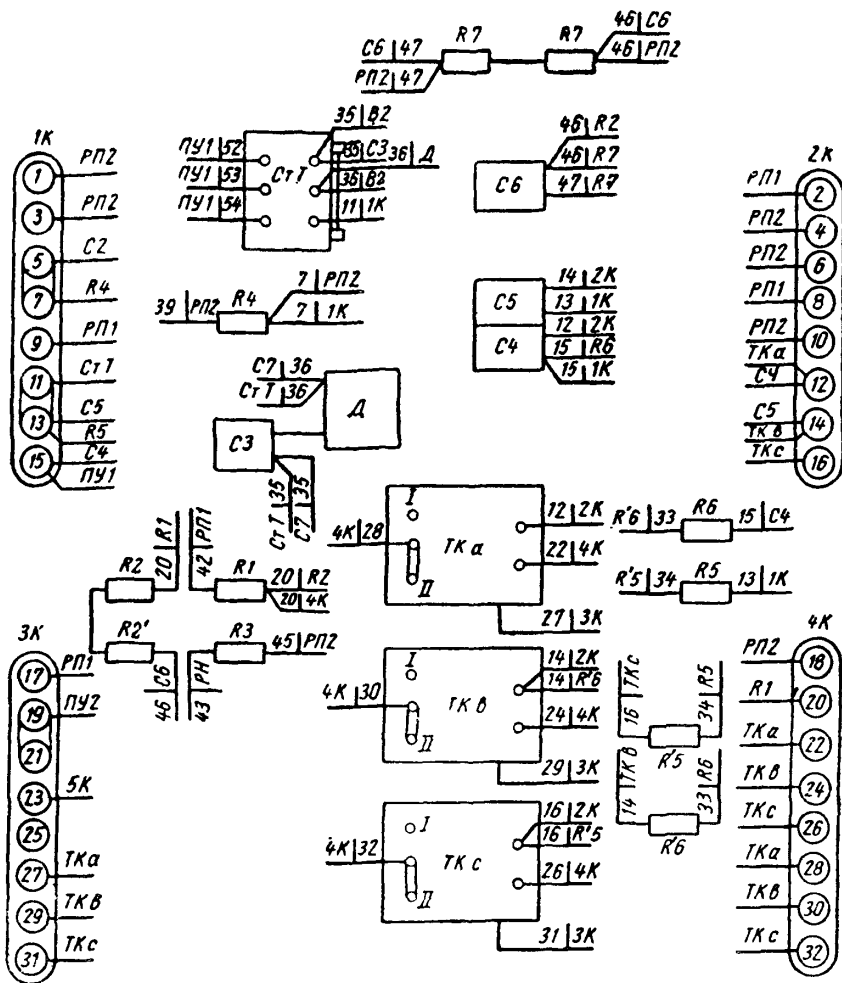 46 С6
С6 47 R7 R7 46 РП2
РП2 47
1К
1 РП2
3 РП2
5 С2
7 R4
9 РП1
11 СтТ
13 С5
R5
15 С4
ПУ1
35 В2
ПУ1 52 35 С3 36 Д
ПУ1 53 СтТ 36 В2
ПУ1 54 11 1К
46 R2
46 R7
С6 47 R7
2К
РП1 2
РП2 4
РП2 6
РП1 8
РП2 10
ТКа
С4 12
С5 14
ТКв
ТКс 16
7 РП2
39 РП2 R4 7 1К
14 2К
С5 13 1К
12 2К
С4 15 R6
15 1К
С7 36
СтТ 36 Д
С3
СтТ 35
С7 35
I
4К 28 ТКа 12 2К
22 4К
II
27 3К
R'6 33 R6 15 С4
R'5 34 R5 13 1К
20 R1
42 РП1
R2 R1 20 R2
20 4К
R2' R3 45 РП2
46 С6
43 РН
3К
17 РП1
19 ПУ2
21
23 5К
25
27 ТКа
29 ТКв
31 ТКс
I
14 2К
4К 30 ТКв 14 R'6
24 4К
II
29 3К
16 ТКс
34 R5
R'5
14 ТКв
33 R6
R'6
I
16 2К
4К 32 ТКс 16 R'5
26 4К
II
31 3К
4К
РП2 18
R1 20
ТКа 22
ТКв 24
ТКс 26
ТКа 28
ТКв 30
ТКс 32